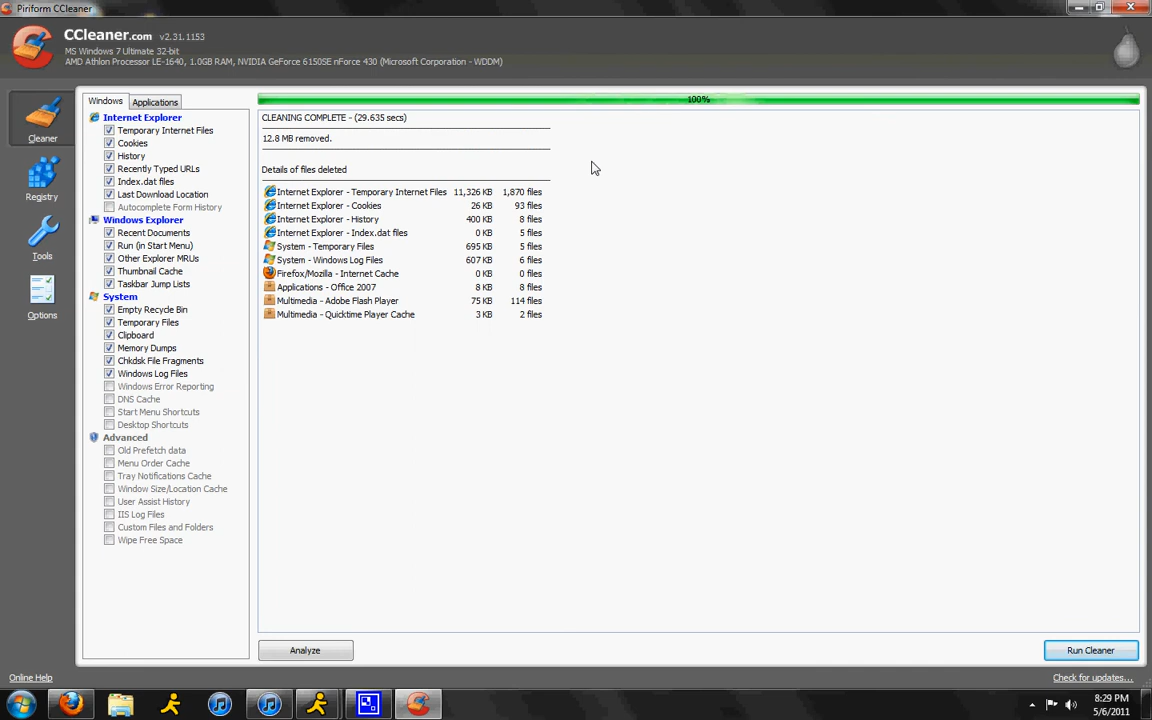 Piriform CCleaner
CCleaner.com v2.31.1153
MS Windows 7 Ultimate 32-bit
AMD Athlon Processor LE-1640, 1.0GB RAM, NVIDIA GeForce 6150SE nForce 430 (Microsoft Corporation - WDDM)
Cleaner
Registry
Tools
Options
Windows Applications
Internet Explorer
Temporary Internet Files
Cookies
History
Recently Typed URLs
Index.dat files
Last Download Location
Autocomplete Form History
Windows Explorer
Recent Documents
Run (in Start Menu)
Other Explorer MRUs
Thumbnail Cache
Taskbar Jump Lists
System
Empty Recycle Bin
Temporary Files
Clipboard
Memory Dumps
Chkdsk File Fragments
Windows Log Files
Windows Error Reporting
DNS Cache
Start Menu Shortcuts
Desktop Shortcuts
Advanced
Old Prefetch data
Menu Order Cache
Tray Notifications Cache
Window Size/Location Cache
User Assist History
IIS Log Files
Custom Files and Folders
Wipe Free Space
100%
CLEANING COMPLETE - (29.635 secs)
12.8 MB removed.
Details of files deleted
Internet Explorer - Temporary Internet Files 11,326 KB 1,870 files
Internet Explorer - Cookies 26 KB 93 files
Internet Explorer - History 400 KB 8 files
Internet Explorer - Index.dat files 0 KB 5 files
System - Temporary Files 695 KB 5 files
System - Windows Log Files 607 KB 6 files
Firefox/Mozilla - Internet Cache 0 KB 0 files
Applications - Office 2007 8 KB 8 files
Multimedia - Adobe Flash Player 75 KB 114 files
Multimedia - Quicktime Player Cache 3 KB 2 files
Analyze
Run Cleaner
Online Help
Check for updates...
8:29 PM
5/6/2011